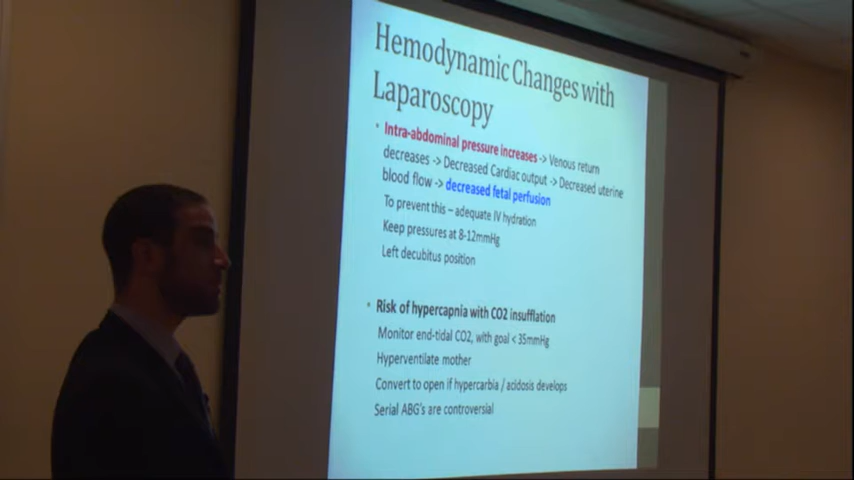 Hemodynamic Changes with
Laparoscopy
• Intra-abdominal pressure increases -> Venous return
decreases -> Decreased Cardiac output -> Decreased uterine
blood flow -> decreased fetal perfusion
To prevent this – adequate IV hydration
Keep pressures at 8-12mmHg
Left decubitus position
• Risk of hypercapnia with CO2 insufflation
Monitor end-tidal CO2, with goal < 35mmHg
Hyperventilate mother
Convert to open if hypercarbia / acidosis develops
Serial ABG's are controversial